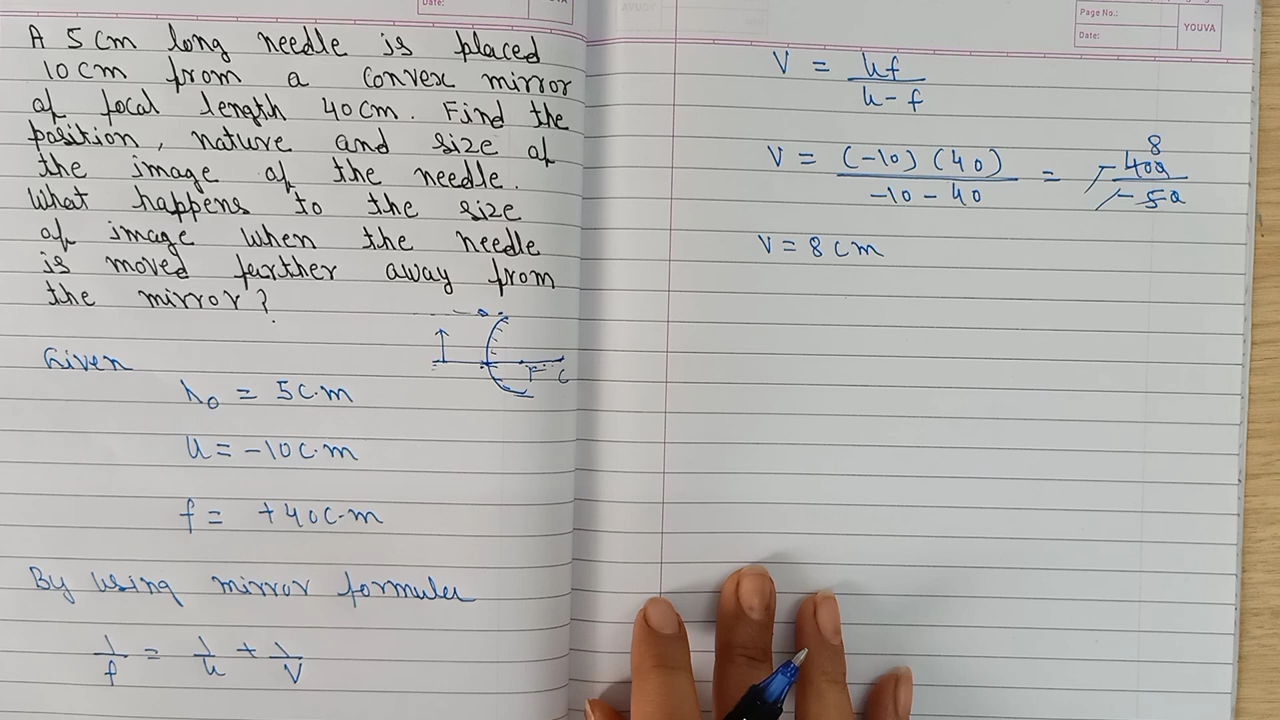 Date:
A 5 cm long needle is placed
10 cm from a convex mirror
of focal length 40 cm. Find the
position, nature and size of
the image of the needle.
What happens to the size
of image when the needle
is moved further away from
the mirror?
F C
Given
h₀ = 5 c.m
u = -10 c.m
f = +40 c.m
By using mirror formula
1/f = 1/u + 1/v
Page No.:
Date:
YOUVA
V = uf/u-f
V = (-10) (40)/-10 - 40 = -400/-50
8
V = 8 cm